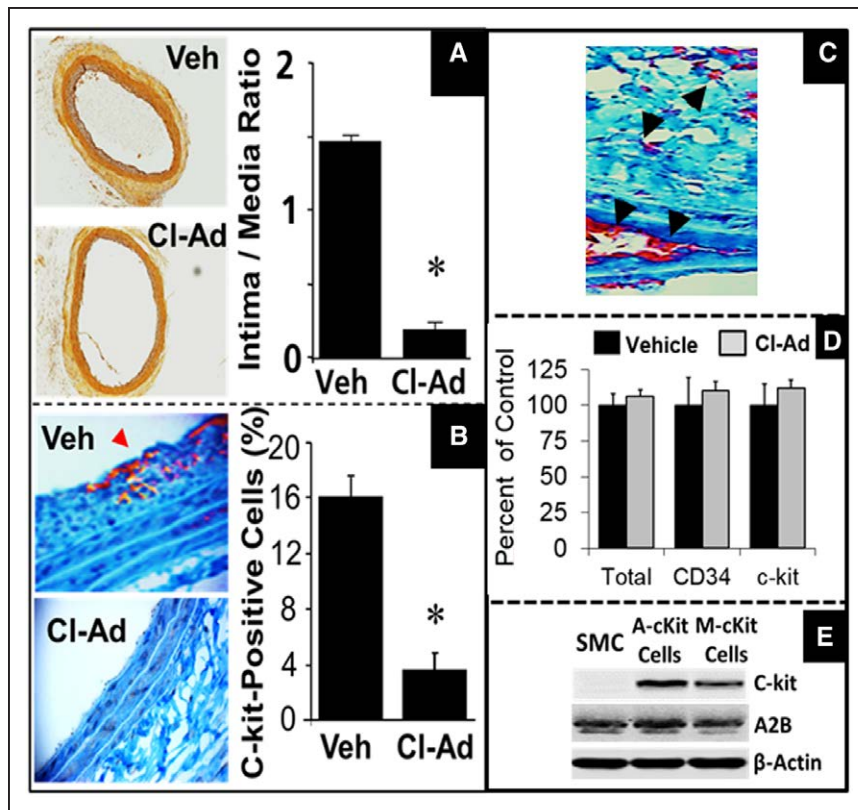 A
Veh
Cl-Ad
Intima / Media Ratio
2
1
0
*
Veh Cl-Ad
B
Veh
Cl-Ad
C-kit-Positive Cells (%)
20
16
12
8
4
0
*
Veh Cl-Ad
C
D
Vehicle Cl-Ad
Percent of Control
125
100
75
50
25
0
Total CD34 c-kit
E
SMC A-cKit Cells M-cKit Cells
C-kit
A2B
β-Actin